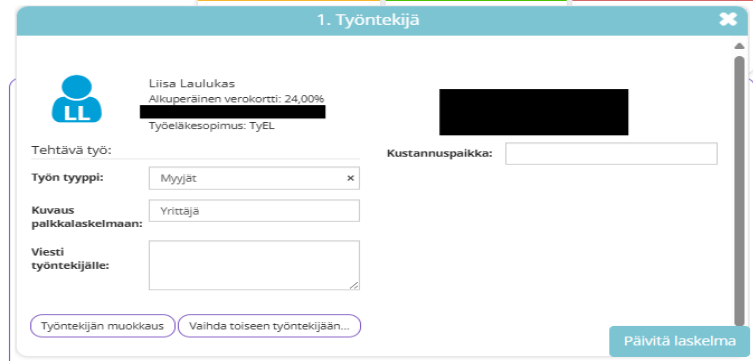 1. Työntekijä
Liisa Laulukas
Alkuperäinen verokortti: 24,00%
LL
Työeläkesopimus: TyEL
Tehtävä työ:
Kustannuspaikka:
Työn tyyppi:
Myyjät ×
Kuvaus
palkkalaskelmaan:
Yrittäjä
Viesti
työntekijälle:
Työntekijän muokkaus
Vaihda toiseen työntekijään...
Päivitä laskelma